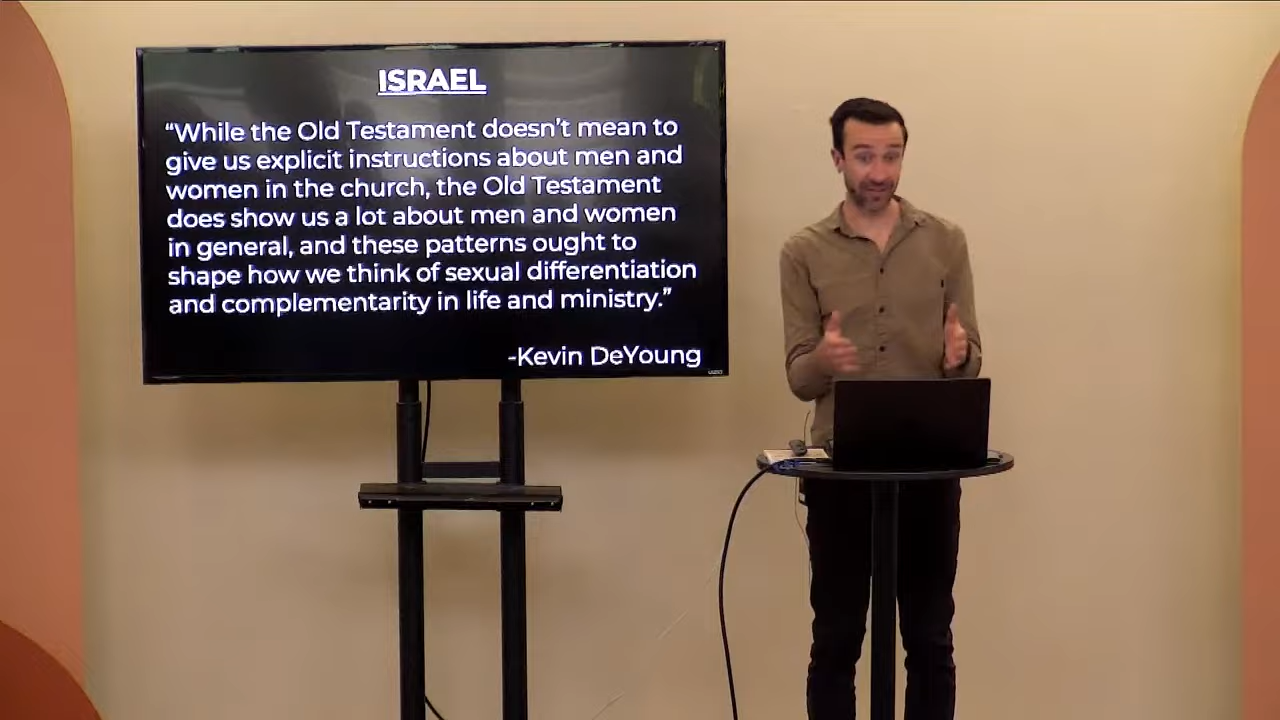 ISRAEL
“While the Old Testament doesn’t mean to
give us explicit instructions about men and
women in the church, the Old Testament
does show us a lot about men and women
in general, and these patterns ought to
shape how we think of sexual differentiation
and complementarity in life and ministry.”
-Kevin DeYoung